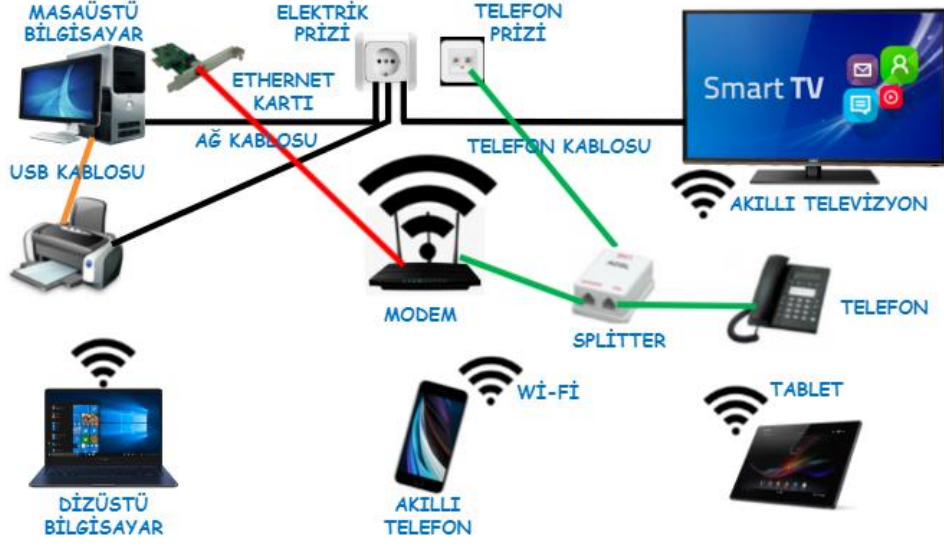 MASAÜSTÜ
BİLGİSAYAR
ELEKTRİK
PRİZİ
TELEFON
PRİZİ
Smart TV
ETHERNET
KARTI
AĞ KABLOSU
TELEFON KABLOSU
USB KABLOSU
AKILLI TELEVİZYON
MODEM
SPLİTTER
TELEFON
Wİ-Fİ
TABLET
DİZÜSTÜ
BİLGİSAYAR
AKILLI
TELEFON